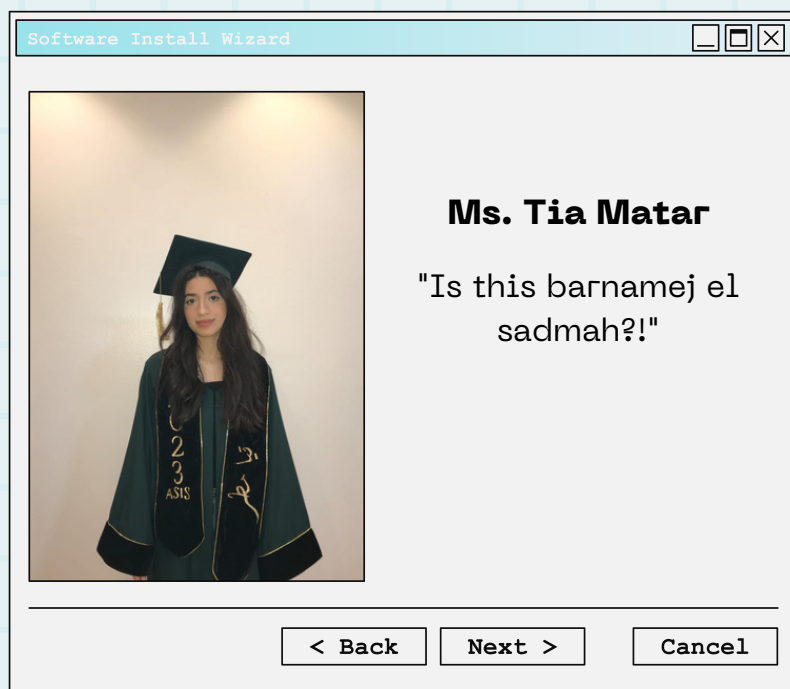 Software Install Wizard
Ms. Tia Matar
"Is this barnamej el
sadmah?!"
2
3
ASIS
< Back
Next >
Cancel